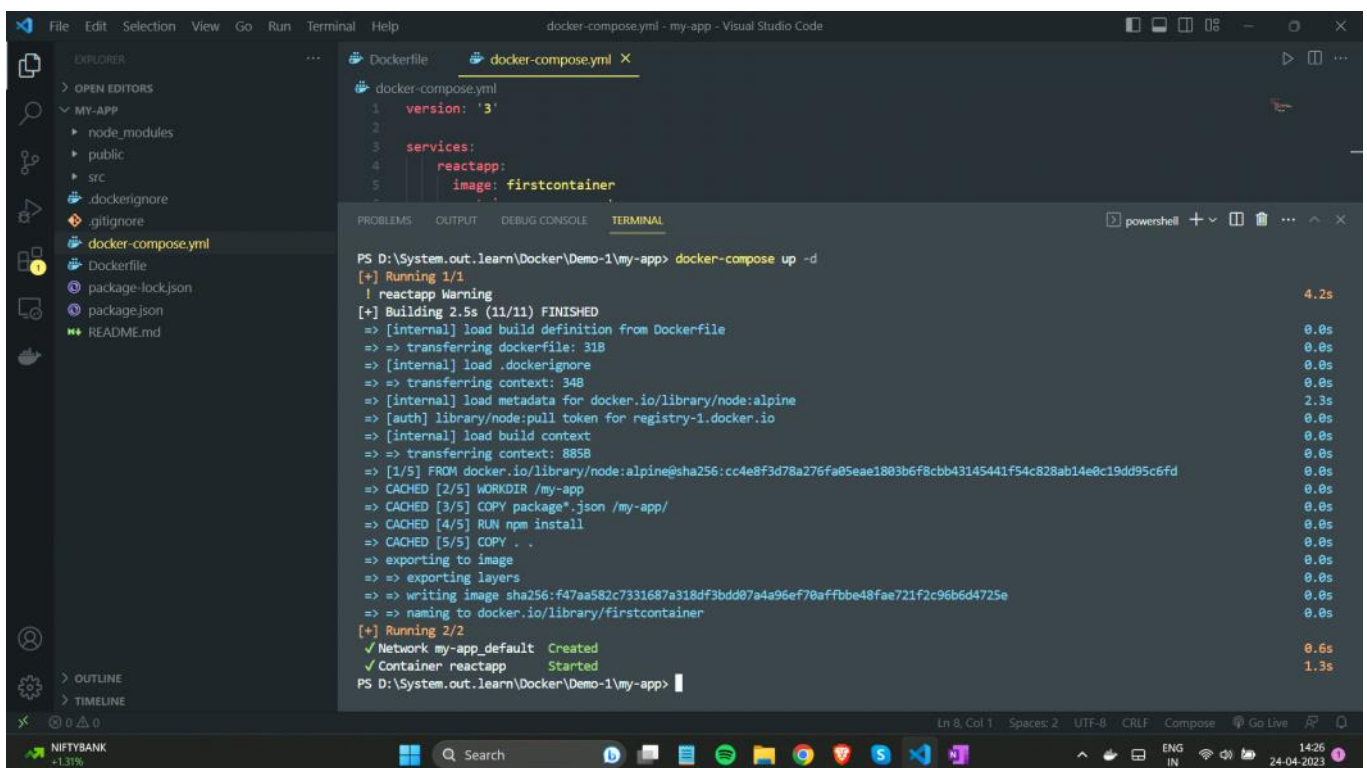 File Edit Selection View Go Run Terminal Help
docker-compose.yml - my-app - Visual Studio Code
EXPLORER
> OPEN EDITORS
MY-APP
node_modules
public
src
.dockerignore
.gitignore
docker-compose.yml
Dockerfile
package-lock.json
package.json
README.md
> OUTLINE
> TIMELINE
1
Dockerfile
docker-compose.yml
docker-compose.yml
1 version: '3'
2
3 services:
4 reactapp:
5 image: firstcontainer
PROBLEMS OUTPUT DEBUG CONSOLE TERMINAL
powershell
PS D:\System.out.learn\Docker\Demo-1\my-app> docker-compose up -d
[+] Running 1/1
! reactapp Warning 4.2s
[+] Building 2.5s (11/11) FINISHED
=> [internal] load build definition from Dockerfile 0.0s
=> => transferring dockerfile: 31B 0.0s
=> [internal] load .dockerignore 0.0s
=> => transferring context: 34B 0.0s
=> [internal] load metadata for docker.io/library/node:alpine 2.3s
=> [auth] library/node:pull token for registry-1.docker.io 0.0s
=> [internal] load build context 0.0s
=> => transferring context: 885B 0.0s
=> [1/5] FROM docker.io/library/node:alpine@sha256:cc4e8f3d78a276fa05eae1803b6f8cbb43145441f54c828ab14e0c19dd95c6fd 0.0s
=> CACHED [2/5] WORKDIR /my-app 0.0s
=> CACHED [3/5] COPY package*.json /my-app/ 0.0s
=> CACHED [4/5] RUN npm install 0.0s
=> CACHED [5/5] COPY . . 0.0s
=> exporting to image 0.0s
=> => exporting layers 0.0s
=> => writing image sha256:f47aa582c7331687a318df3bdd07a4a96ef70affbbe48fae721f2c96b6d4725e 0.0s
=> => naming to docker.io/library/firstcontainer 0.0s
[+] Running 2/2
✓ Network my-app_default Created 0.6s
✓ Container reactapp Started 1.3s
PS D:\System.out.learn\Docker\Demo-1\my-app>
0 0
Ln 8, Col 1 Spaces: 2 UTF-8 CRLF Compose Go Live
NIFTYBANK
+1.31%
Search
ENG
IN
14:26
24-04-2023
1